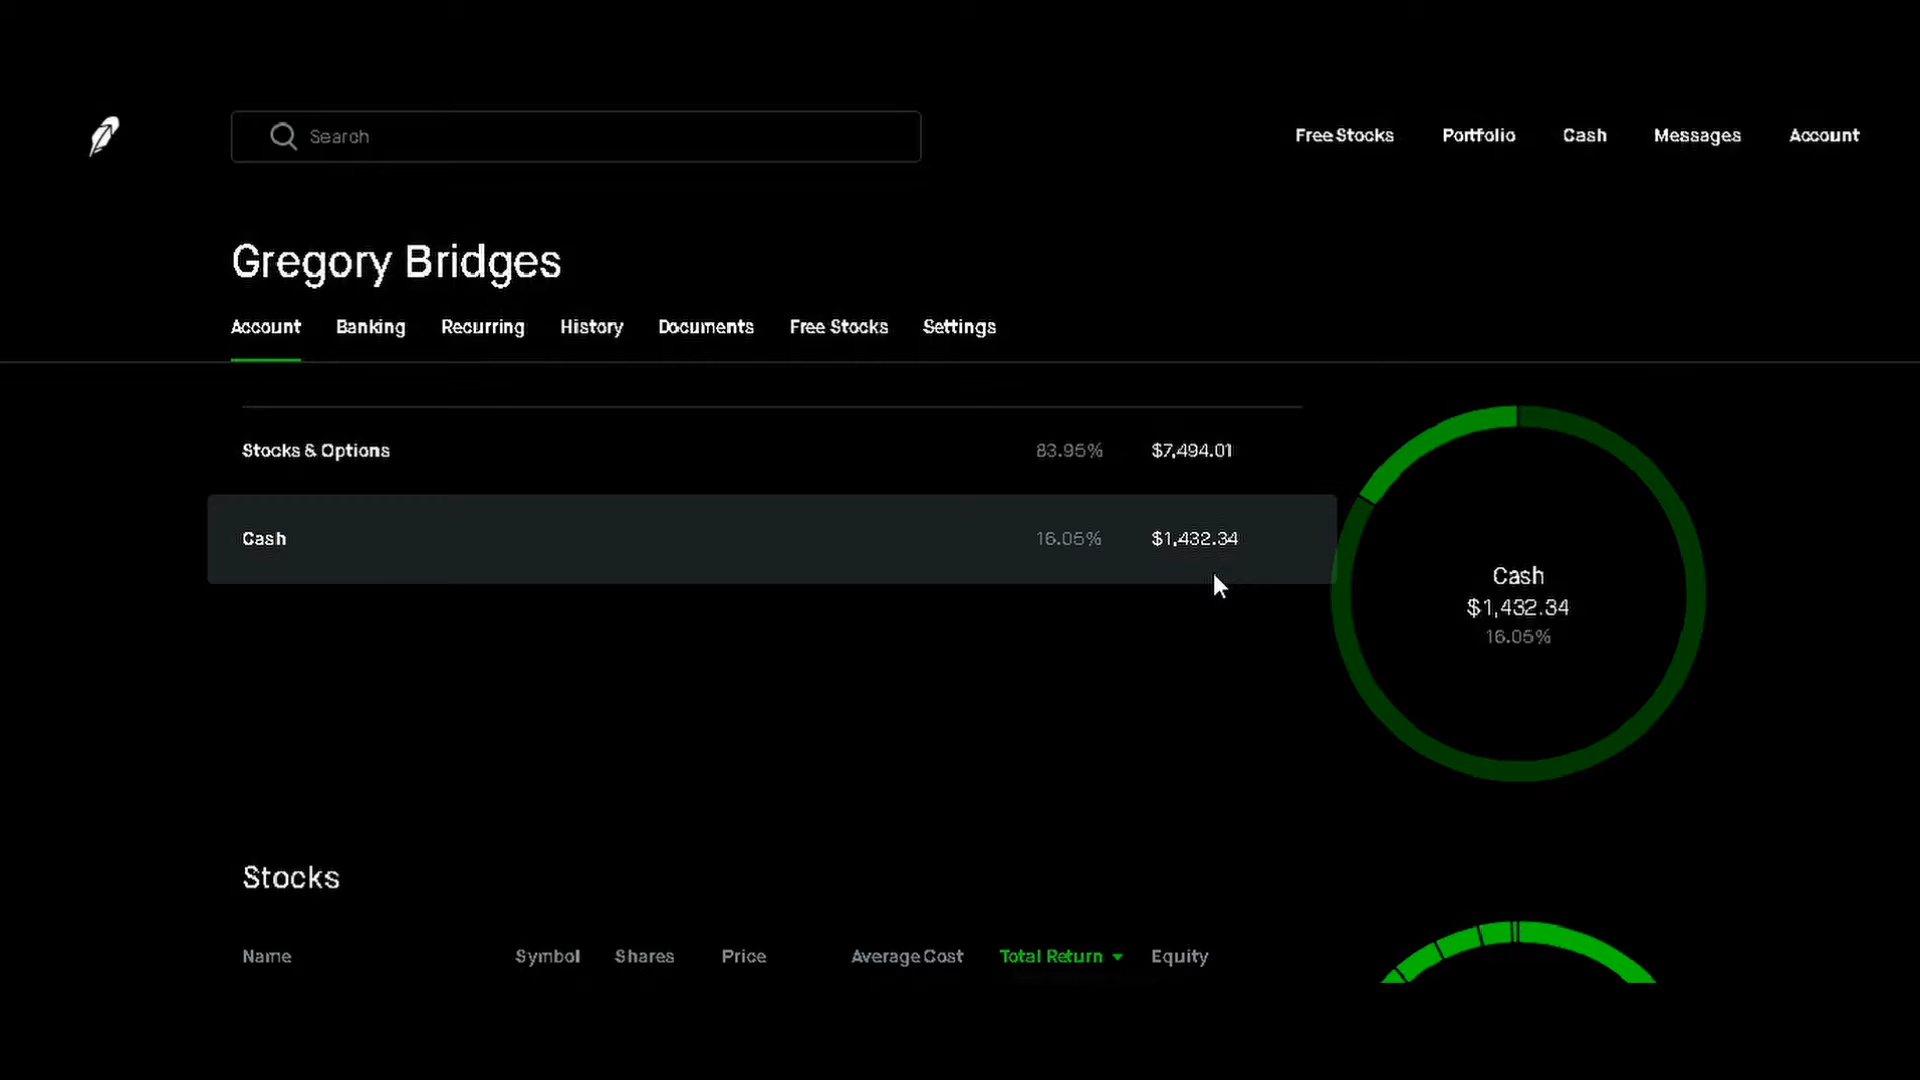 Search
Free Stocks Portfolio Cash Messages Account
Gregory Bridges
Account Banking Recurring History Documents Free Stocks Settings
Stocks & Options 83.95% $7,494.01
Cash 16.05% $1,432.34
Cash
$1,432.34
16.05%
Stocks
Name Symbol Shares Price Average Cost Total Return Equity